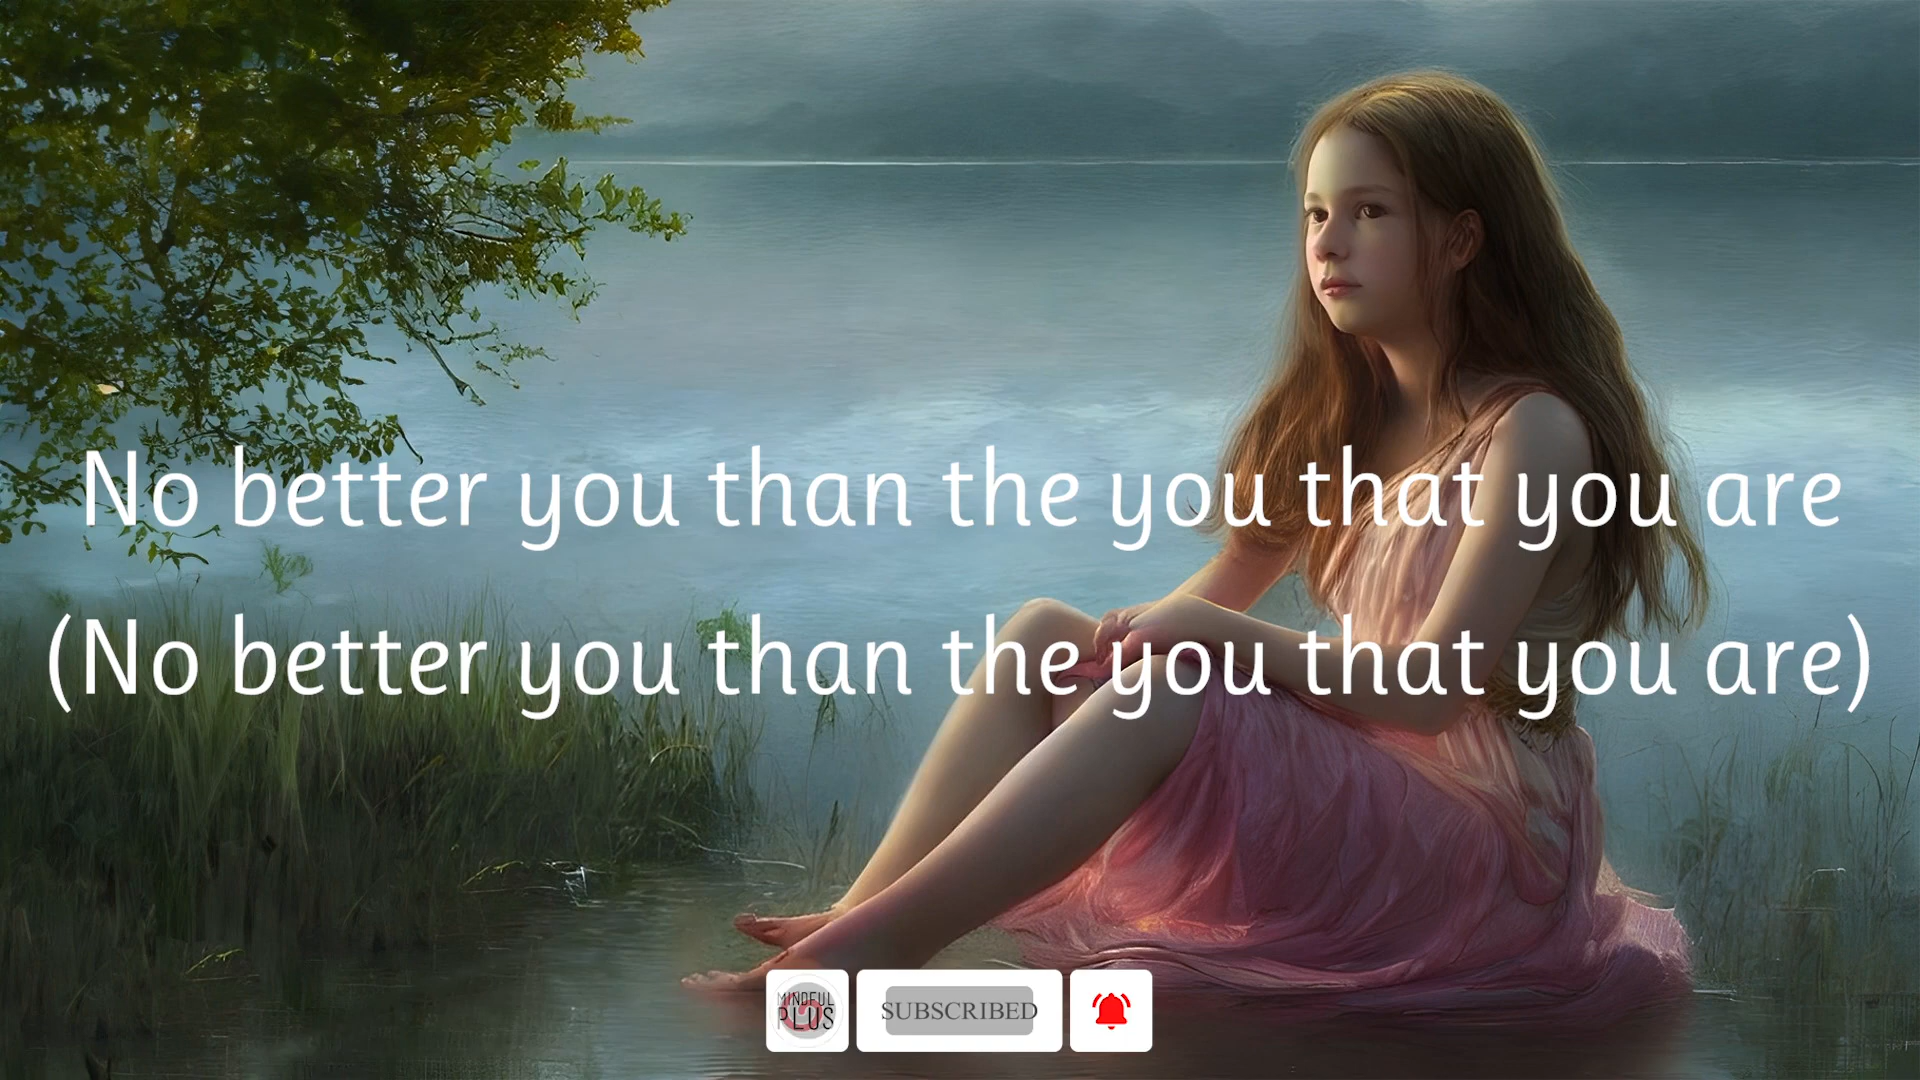 No better you than the you that you are
(No better you than the you that you are)
MINDFUL
PLUS
SUBSCRIBED